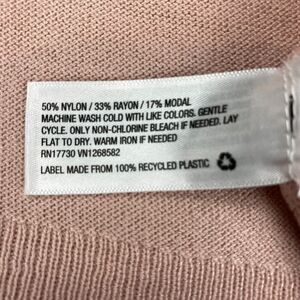 50% NYLON / 33% RAYON / 17% MODAL
MACHINE WASH COLD WITH LIKE COLORS. GENTLE
CYCLE. ONLY NON-CHLORINE BLEACH IF NEEDED. LAY
FLAT TO DRY. WARM IRON IF NEEDED.
RN17730 VN1268582
LABEL MADE FROM 100% RECYCLED PLASTIC